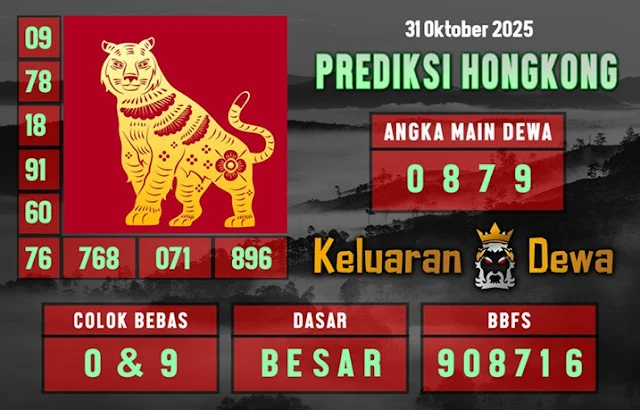 31 Oktober 2025
PREDIKSI HONGKONG
09
78
18
91
60
76 768 071 896
ANGKA MAIN DEWA
0 8 7 9
Keluaran Dewa
COLOK BEBAS
0 & 9
DASAR
BESAR
BBFS
908716